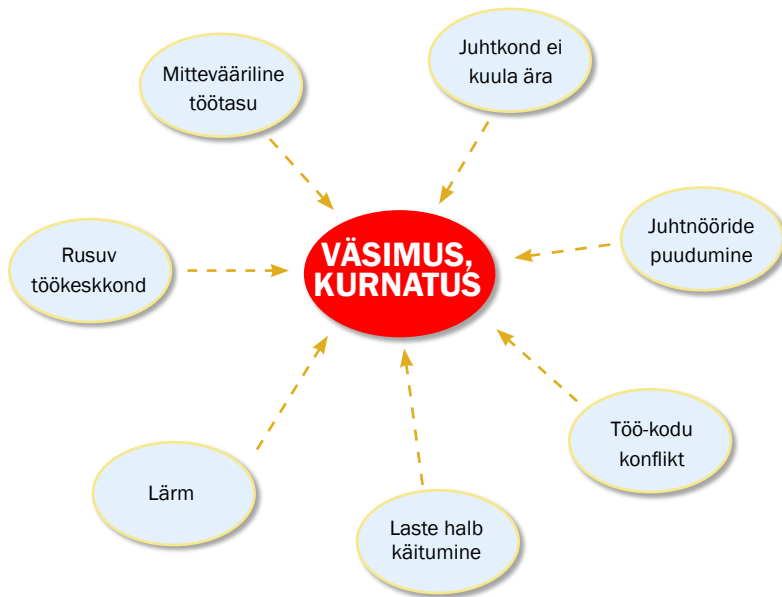 Mittevääriline
töötasu
Juhtkond ei
kuula ära
Juhtnööride
puudumine
Töö-kodu
konflikt
Laste halb
käitumine
Lärm
Rusuv
töökeskkond
VÄSIMUS,
KURNATUS